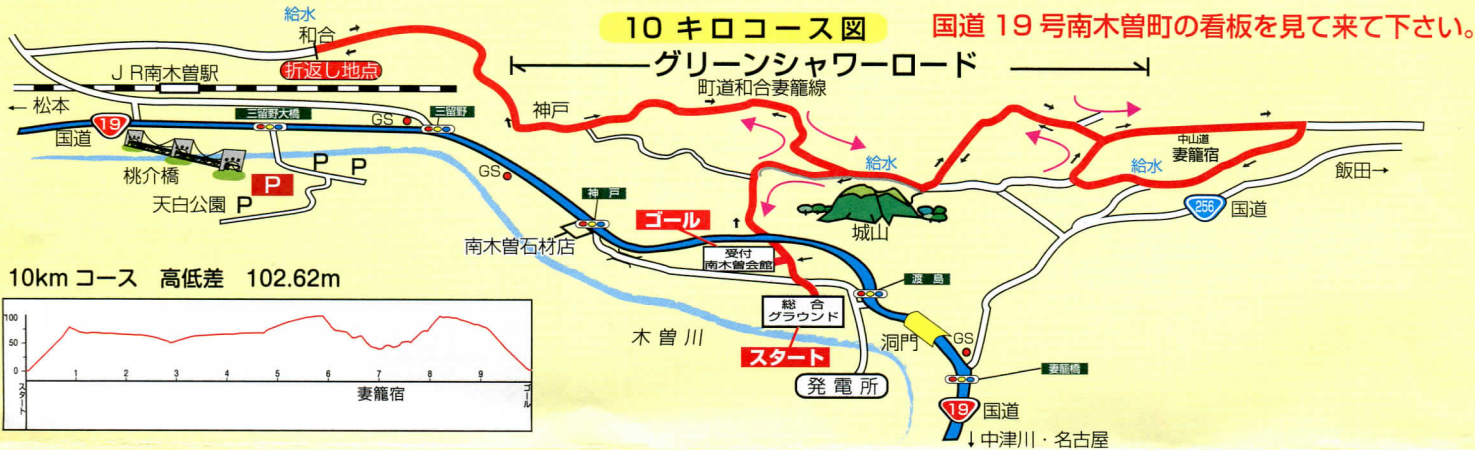 10キロコース図
国道19号南木曽町の看板を見て来て下さい。
グリーンシャワーロード
給水
和合
折返し地点
JR南木曽駅
←松本
19
国道
三留野大橋
GS
三留野
桃介橋
P
P
P
天白公園 P
GS
神戸
南木曽石材店
神戸
町道和合妻籠線
給水
城山
中山道
妻籠宿
給水
飯田→
256 国道
ゴール
受付
南木曽会館
総合
グラウンド
スタート
渡島
木曽川
洞門
GS
発電所
妻籠橋
19 国道
↓中津川・名古屋
10kmコース 高低差 102.62m
100
50
0
1 2 3 4 5 6 7 8 9
スタート
妻籠宿
ゴール